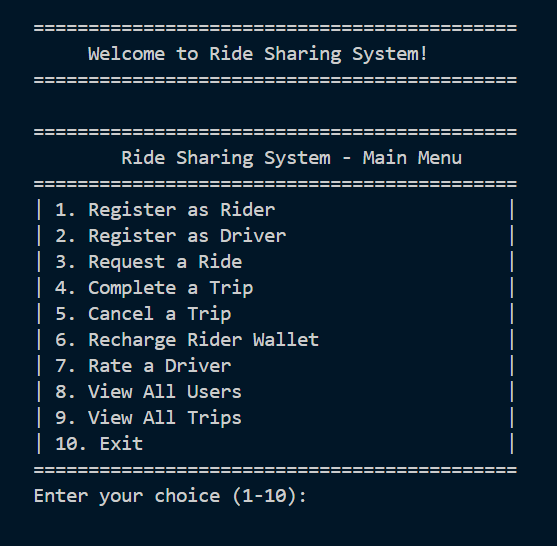 ============================================
Welcome to Ride Sharing System!
============================================
============================================
Ride Sharing System - Main Menu
============================================
| 1. Register as Rider                     |
| 2. Register as Driver                    |
| 3. Request a Ride                        |
| 4. Complete a Trip                       |
| 5. Cancel a Trip                         |
| 6. Recharge Rider Wallet                 |
| 7. Rate a Driver                         |
| 8. View All Users                        |
| 9. View All Trips                        |
| 10. Exit                                 |
============================================
Enter your choice (1-10):